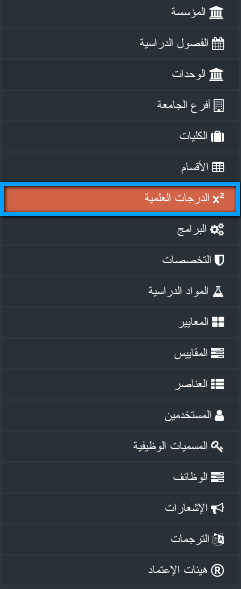 المؤسسة
الفصول الدراسية
الوحدات
أفرع الجامعة
الكليات
الأقسام
x² الدرجات العلمية
البرامج
التخصصات
المواد الدراسية
المعايير
المقاييس
العناصر
المستخدمين
المسميات الوظيفية
الوظائف
الإشعارات
الترجمات
هيئات الإعتماد